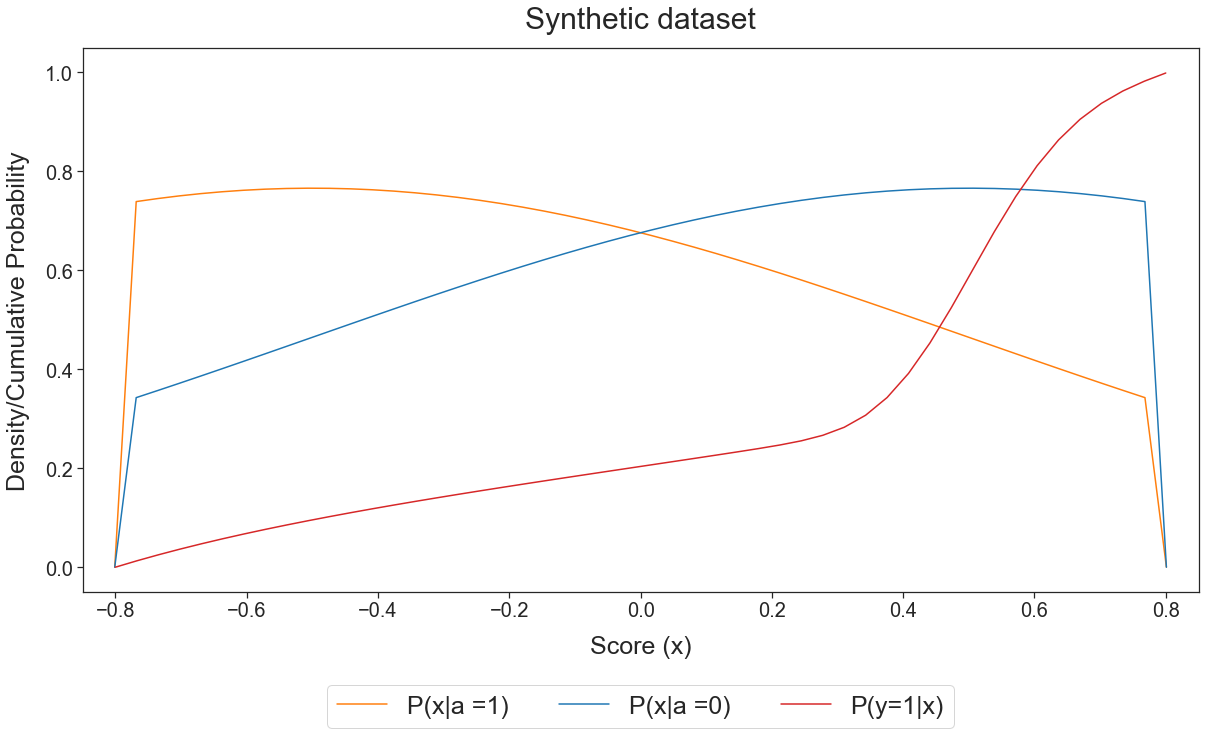 Synthetic dataset
Density/Cumulative Probability
1.0
0.8
0.6
0.4
0.2
0.0
−0.8 −0.6 −0.4 −0.2 0.0 0.2 0.4 0.6 0.8
Score (x)
P(x|a =1) P(x|a =0) P(y=1|x)